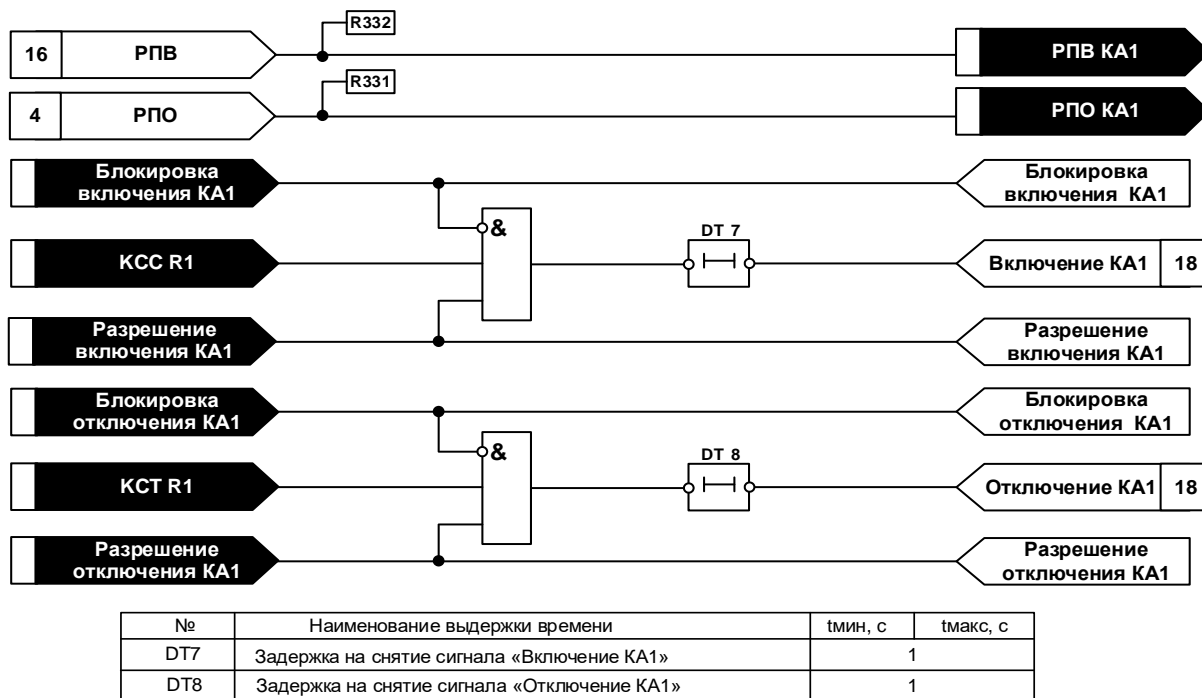 R332
16 РПВ РПВ КА1
R331
4 РПО РПО КА1
Блокировка
включения КА1
Блокировка
включения КА1
&
DT 7
КСС R1 Включение КА1 18
Разрешение
включения КА1
Разрешение
включения КА1
Блокировка
отключения КА1
Блокировка
отключения КА1
&
DT 8
КСТ R1 Отключение КА1 18
Разрешение
отключения КА1
Разрешение
отключения КА1
№ Наименование выдержки времени tмин, с tмакс, с
DT7 Задержка на снятие сигнала «Включение КА1» 1
DT8 Задержка на снятие сигнала «Отключение КА1» 1